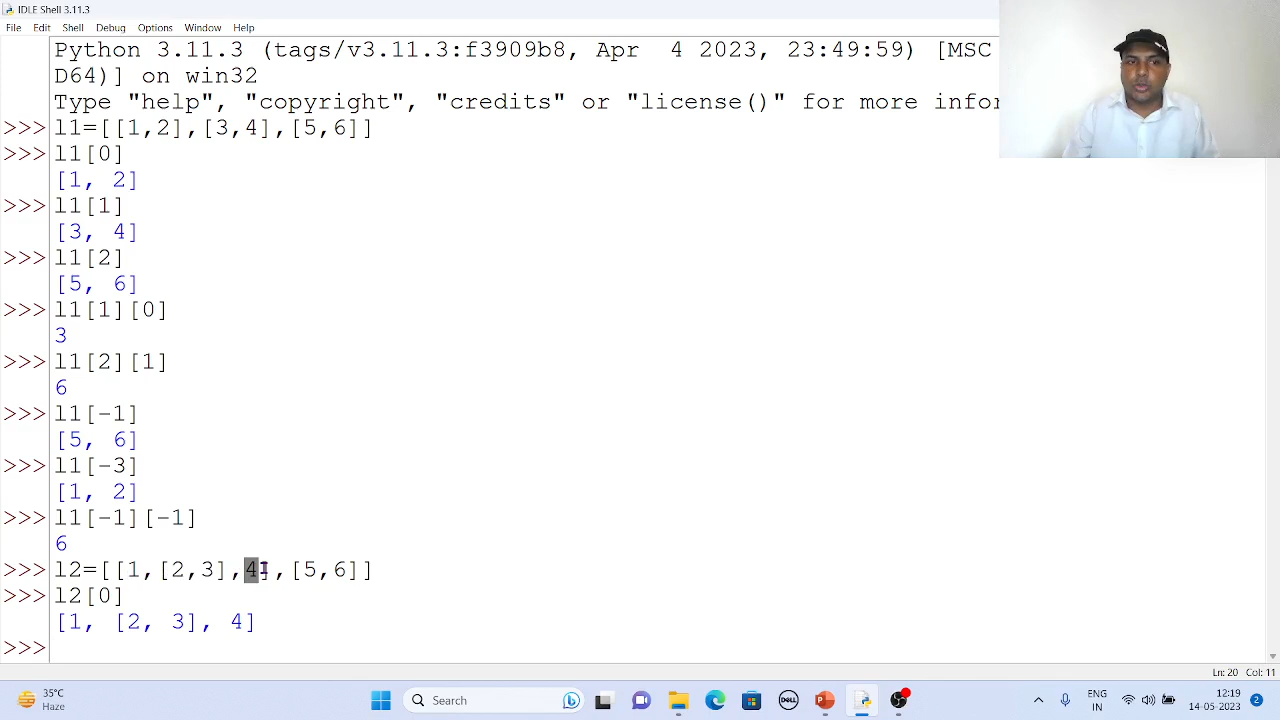 IDLE Shell 3.11.3
File Edit Shell Debug Options Window Help
Python 3.11.3 (tags/v3.11.3:f3909b8, Apr  4 2023, 23:49:59) [MSC
D64)] on win32
Type "help", "copyright", "credits" or "license()" for more infor
>>> l1=[[1,2],[3,4],[5,6]]
>>> l1[0]
[1, 2]
>>> l1[1]
[3, 4]
>>> l1[2]
[5, 6]
>>> l1[1][0]
3
>>> l1[2][1]
6
>>> l1[-1]
[5, 6]
>>> l1[-3]
[1, 2]
>>> l1[-1][-1]
6
>>> l2=[[1,[2,3],4],[5,6]]
>>> l2[0]
[1, [2, 3], 4]
>>>
Ln: 20 Col: 11
35°C
Haze
Search
DELL
ENG
IN
12:19
14-05-2023
2